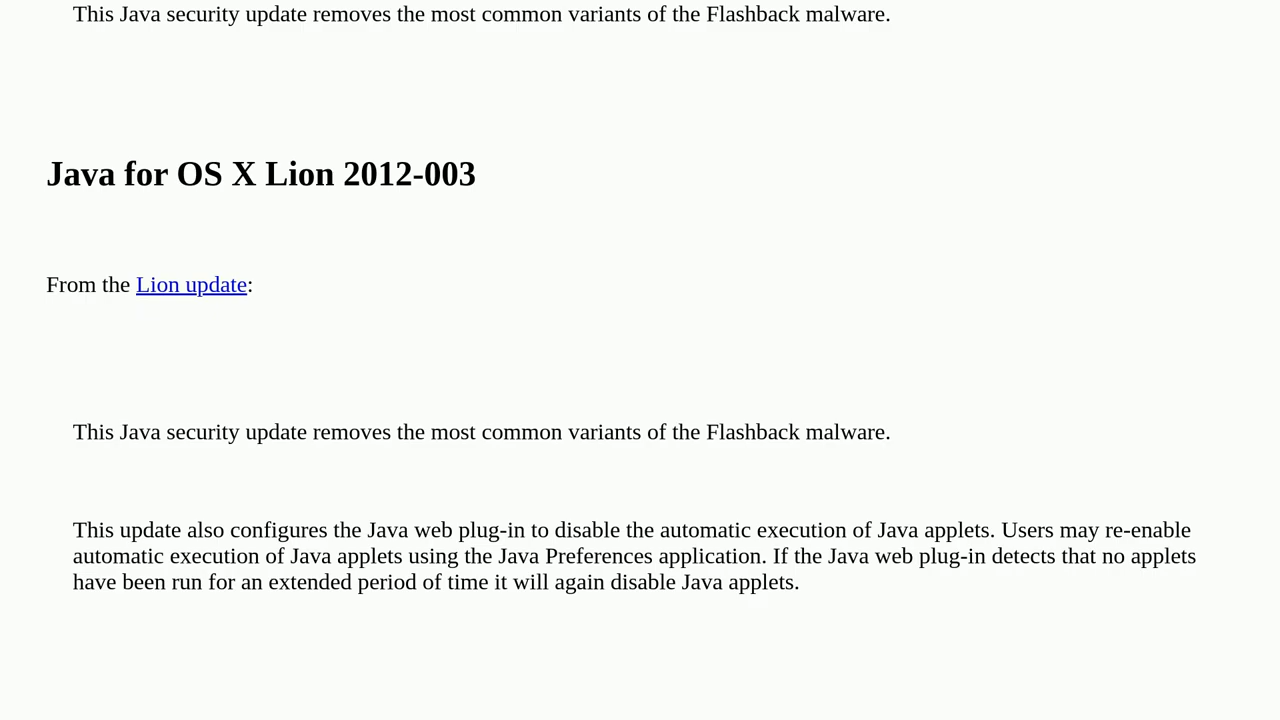 This Java security update removes the most common variants of the Flashback malware.
Java for OS X Lion 2012-003
From the Lion update:
This Java security update removes the most common variants of the Flashback malware.
This update also configures the Java web plug-in to disable the automatic execution of Java applets. Users may re-enable
automatic execution of Java applets using the Java Preferences application. If the Java web plug-in detects that no applets
have been run for an extended period of time it will again disable Java applets.